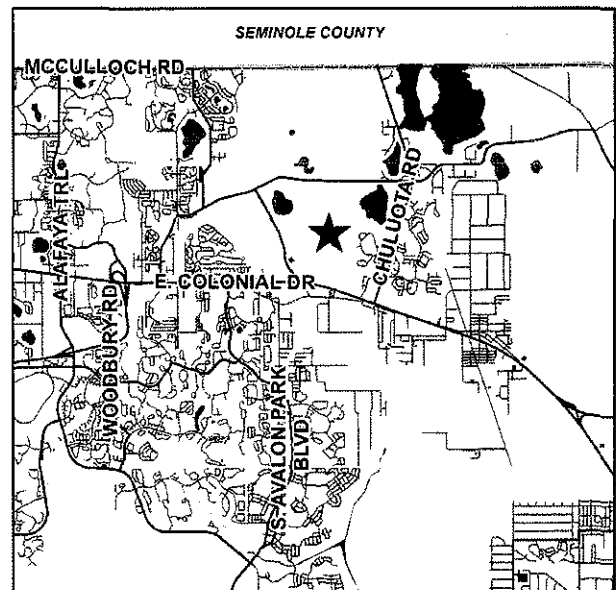 SEMINOLE COUNTY
MCCULLOCH RD
ALAFAYA TRL
CHULUOTA RD
E. COLONIAL DR
WOODBURY RD
S. AVALON PARK
BLVD